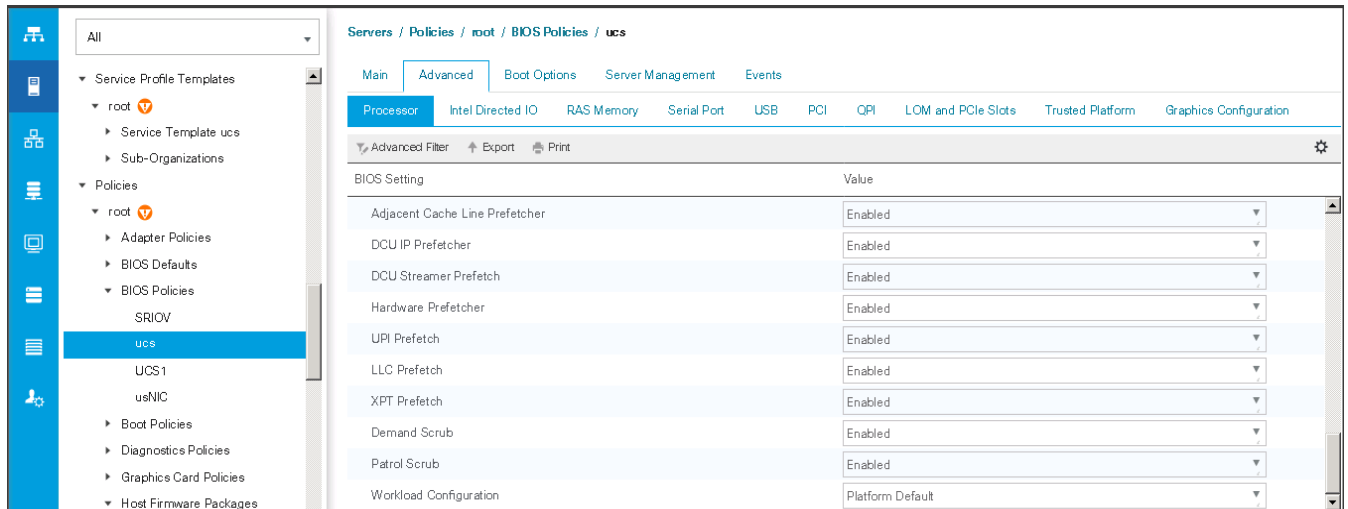 All
Service Profile Templates
root
Service Template ucs
Sub-Organizations
Policies
root
Adapter Policies
BIOS Defaults
BIOS Policies
SRIOV
ucs
UCS1
usNIC
Boot Policies
Diagnostics Policies
Graphics Card Policies
Host Firmware Packages
Servers / Policies / root / BIOS Policies / ucs
Main Advanced Boot Options Server Management Events
Processor Intel Directed IO RAS Memory Serial Port USB PCI QPI LOM and PCIe Slots Trusted Platform Graphics Configuration
Advanced Filter Export Print
BIOS Setting Value
Adjacent Cache Line Prefetcher Enabled
DCU IP Prefetcher Enabled
DCU Streamer Prefetch Enabled
Hardware Prefetcher Enabled
UPI Prefetch Enabled
LLC Prefetch Enabled
XPT Prefetch Enabled
Demand Scrub Enabled
Patrol Scrub Enabled
Workload Configuration Platform Default